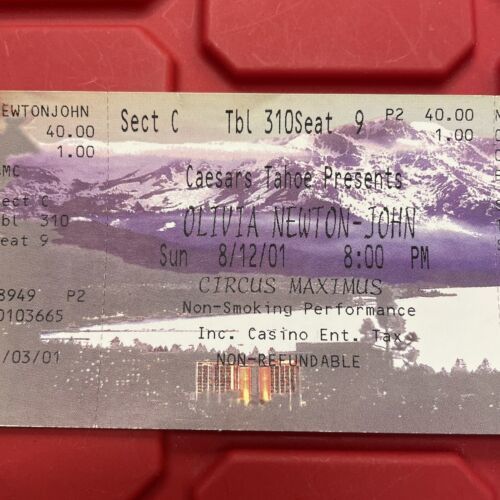 EWTONJOHN
40.00
1.00
MC
ect C
bl 310
eat 9
8949 P2
0103665
/03/01
Sect C Tbl 310Seat 9 P2 40.00
1.00
Caesars Tahoe Presents
OLIVIA NEWTON-JOHN
Sun 8/12/01 8:00 PM
CIRCUS MAXIMUS
Non-Smoking Performance
Inc. Casino Ent. Tax
NON-REFUNDABLE